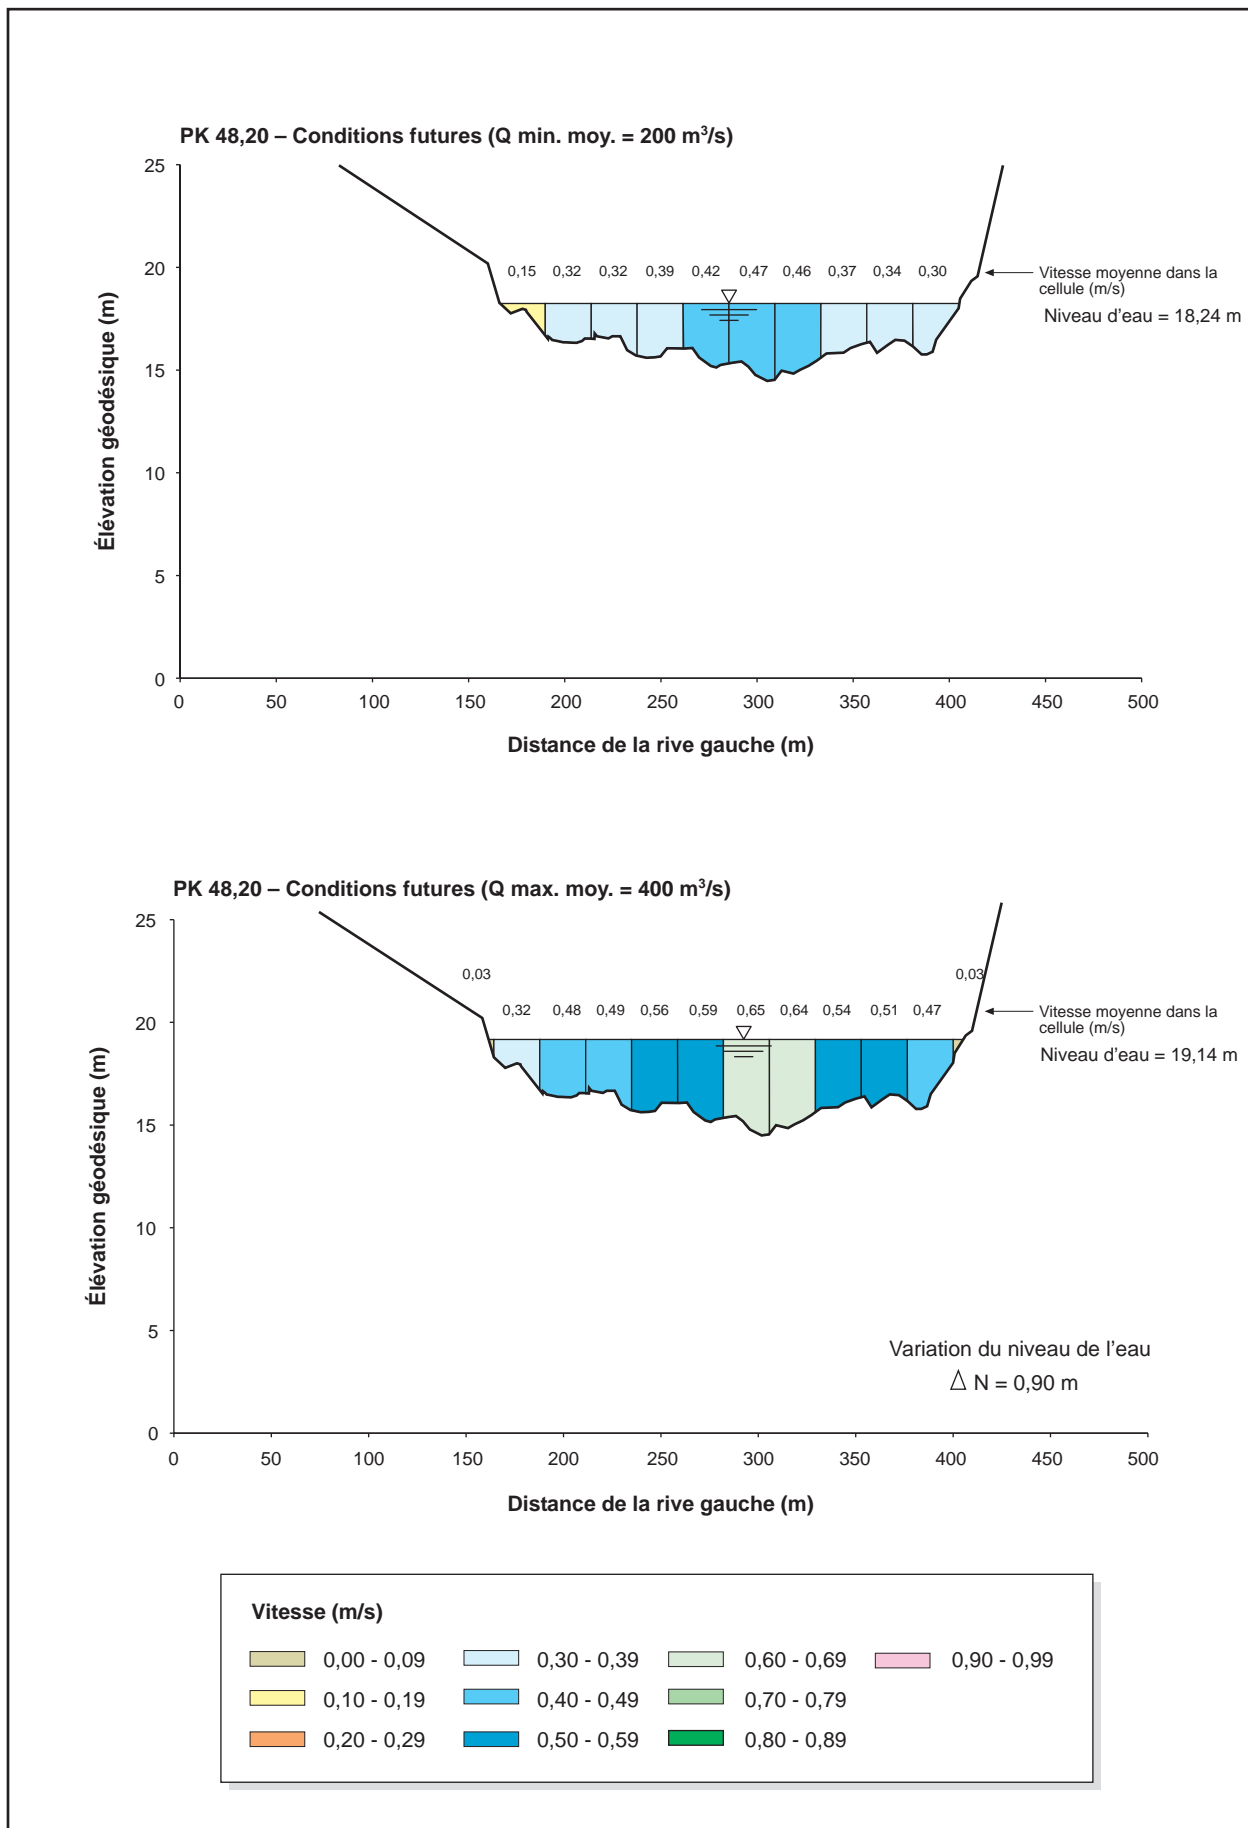 PK 48,20 – Conditions futures (Q min. moy. = 200 m³/s)
25
20
15
10
5
0
Élévation géodésique (m)
0,15 0,32 0,32 0,39 0,42 0,47 0,46 0,37 0,34 0,30
Vitesse moyenne dans la
cellule (m/s)
Niveau d'eau = 18,24 m
0 50 100 150 200 250 300 350 400 450 500
Distance de la rive gauche (m)
PK 48,20 – Conditions futures (Q max. moy. = 400 m³/s)
25
20
15
10
5
0
Élévation géodésique (m)
0,03 0,03
0,32 0,48 0,49 0,56 0,59 0,65 0,64 0,54 0,51 0,47
Vitesse moyenne dans la
cellule (m/s)
Niveau d'eau = 19,14 m
Variation du niveau de l'eau
△ N = 0,90 m
0 50 100 150 200 250 300 350 400 450 500
Distance de la rive gauche (m)
Vitesse (m/s)
0,00 - 0,09 0,30 - 0,39 0,60 - 0,69 0,90 - 0,99
0,10 - 0,19 0,40 - 0,49 0,70 - 0,79
0,20 - 0,29 0,50 - 0,59 0,80 - 0,89